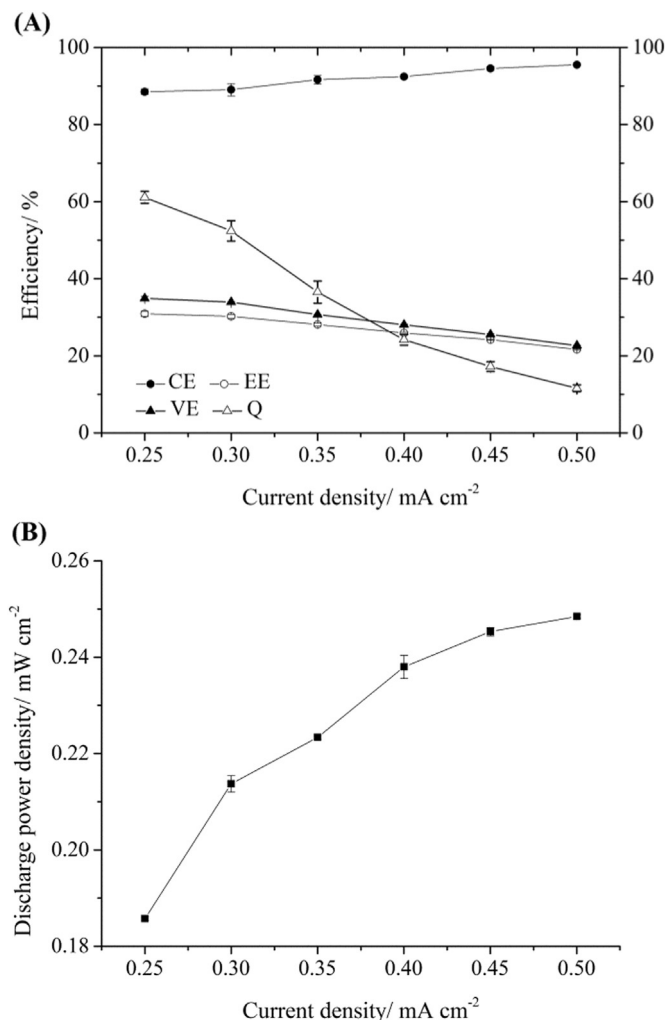 (A)
100
80
60
40
20
0
Efficiency/ %
100
80
60
40
20
0
CE EE
VE Q
0.25 0.30 0.35 0.40 0.45 0.50
Current density/ mA cm⁻²
(B)
0.26
0.24
0.22
0.20
0.18
Discharge power density/ mW cm⁻²
0.25 0.30 0.35 0.40 0.45 0.50
Current density/ mA cm⁻²